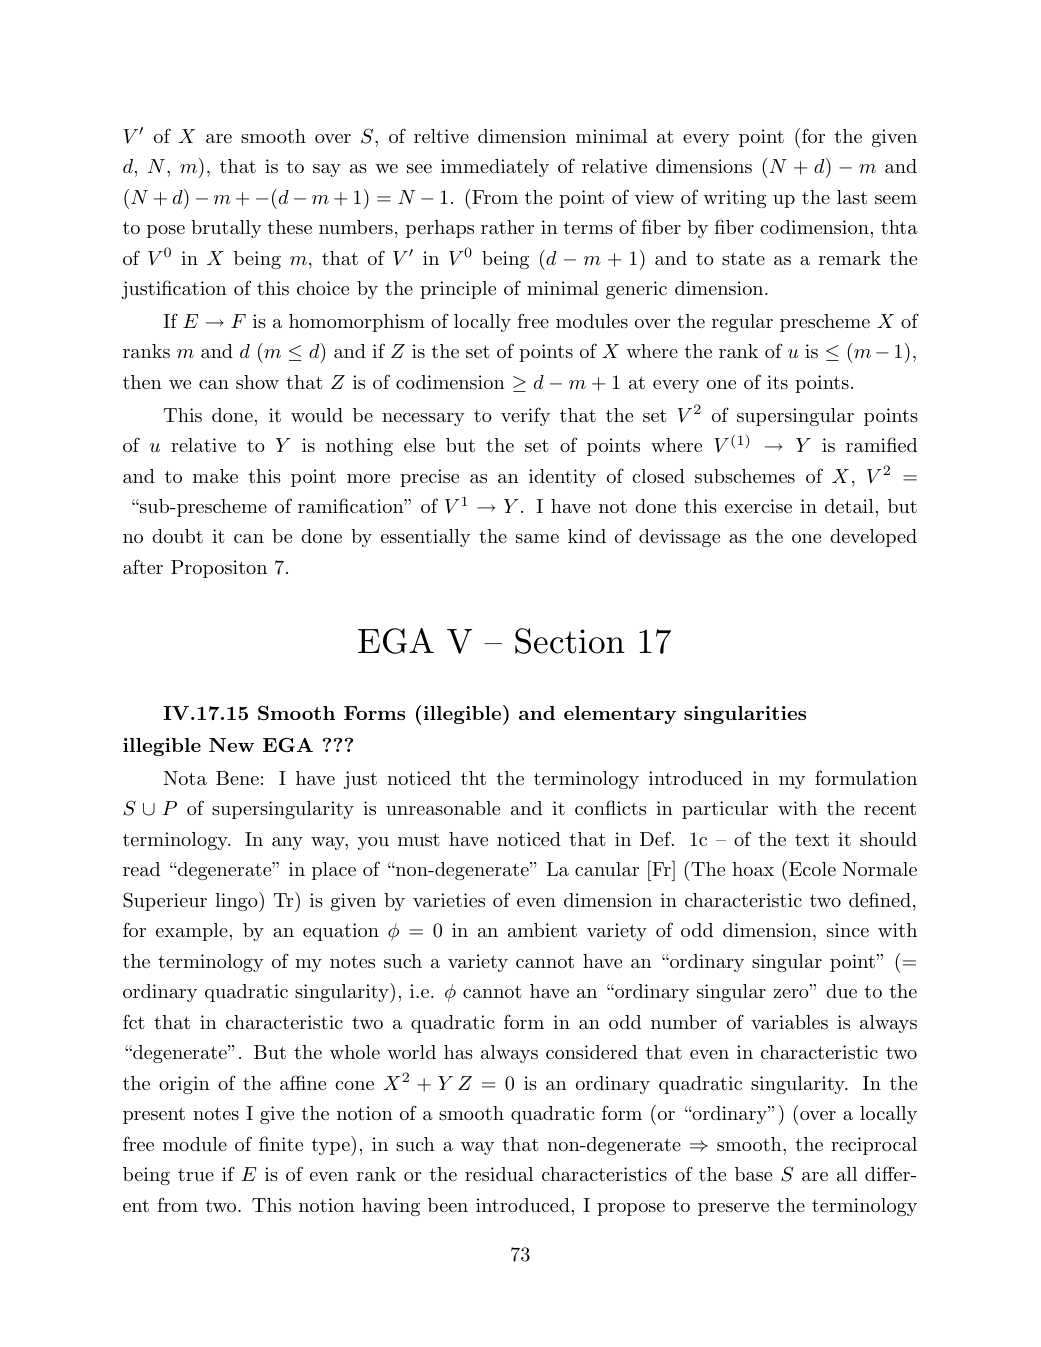 V′ of X are smooth over S, of reltive dimension minimal at every point (for the given
d, N, m), that is to say as we see immediately of relative dimensions (N + d) − m and
(N + d) − m + −(d − m + 1) = N − 1. (From the point of view of writing up the last seem
to pose brutally these numbers, perhaps rather in terms of fiber by fiber codimension, thta
of V⁰ in X being m, that of V′ in V⁰ being (d − m + 1) and to state as a remark the
justification of this choice by the principle of minimal generic dimension.
If E → F is a homomorphism of locally free modules over the regular prescheme X of
ranks m and d (m ≤ d) and if Z is the set of points of X where the rank of u is ≤ (m − 1),
then we can show that Z is of codimension ≥ d − m + 1 at every one of its points.
This done, it would be necessary to verify that the set V² of supersingular points
of u relative to Y is nothing else but the set of points where V⁽¹⁾ → Y is ramified
and to make this point more precise as an identity of closed subschemes of X, V² =
“sub-prescheme of ramification” of V¹ → Y. I have not done this exercise in detail, but
no doubt it can be done by essentially the same kind of devissage as the one developed
after Propositon 7.
EGA V – Section 17
IV.17.15 Smooth Forms (illegible) and elementary singularities
illegible New EGA ???
Nota Bene: I have just noticed tht the terminology introduced in my formulation
S ∪ P of supersingularity is unreasonable and it conflicts in particular with the recent
terminology. In any way, you must have noticed that in Def. 1c – of the text it should
read “degenerate” in place of “non-degenerate” La canular [Fr] (The hoax (Ecole Normale
Superieur lingo) Tr) is given by varieties of even dimension in characteristic two defined,
for example, by an equation ϕ = 0 in an ambient variety of odd dimension, since with
the terminology of my notes such a variety cannot have an “ordinary singular point” (=
ordinary quadratic singularity), i.e. ϕ cannot have an “ordinary singular zero” due to the
fct that in characteristic two a quadratic form in an odd number of variables is always
“degenerate”. But the whole world has always considered that even in characteristic two
the origin of the affine cone X² + Y Z = 0 is an ordinary quadratic singularity. In the
present notes I give the notion of a smooth quadratic form (or “ordinary”) (over a locally
free module of finite type), in such a way that non-degenerate ⇒ smooth, the reciprocal
being true if E is of even rank or the residual characteristics of the base S are all differ-
ent from two. This notion having been introduced, I propose to preserve the terminology
73